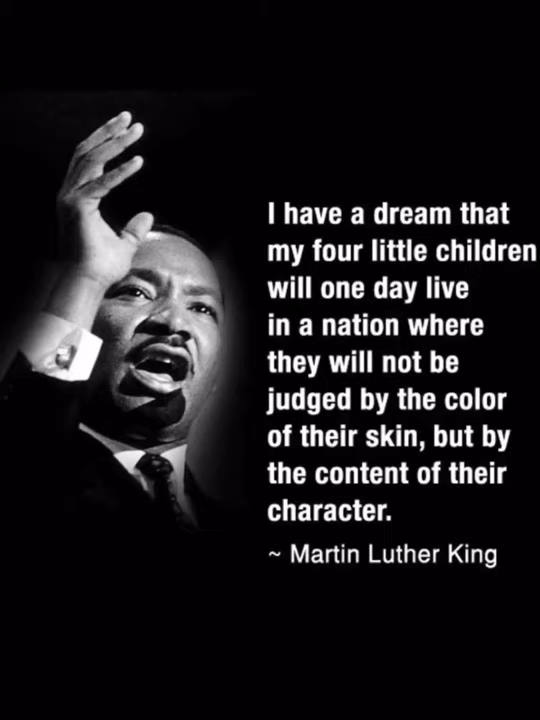 I have a dream that
my four little children
will one day live
in a nation where
they will not be
judged by the color
of their skin, but by
the content of their
character.
~ Martin Luther King